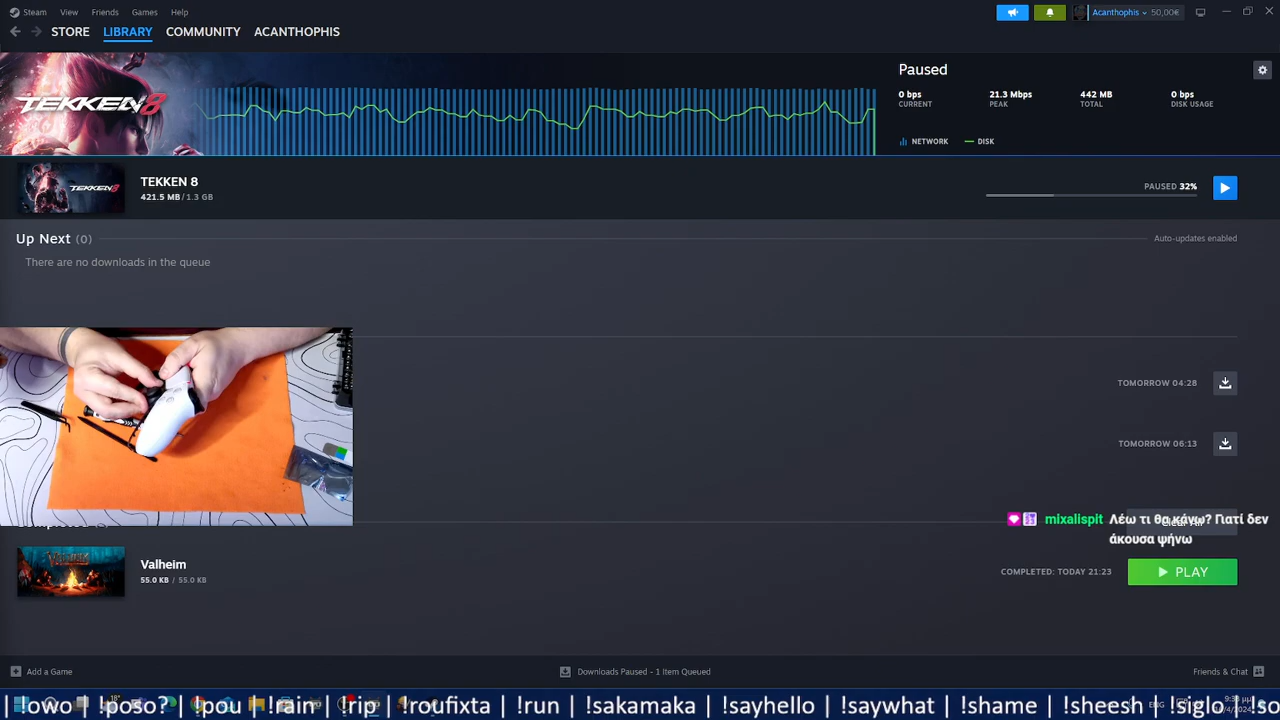 Steam View Friends Games Help
Acanthophis 50,00€
STORE LIBRARY COMMUNITY ACANTHOPHIS
TEKKEN 8
Paused
0 bps 21.3 Mbps 442 MB 0 bps
CURRENT PEAK TOTAL DISK USAGE
NETWORK DISK
TEKKEN 8
TEKKEN 8
421.5 MB / 1.3 GB
PAUSED 32%
Up Next (0)
Auto-updates enabled
There are no downloads in the queue
TOMORROW 04:28
TOMORROW 06:13
mixalispit Λέω τι θα κάνω? Γιατί δεν
άκουσα ψήνω
VALHEIM
Valheim
55.0 KB / 55.0 KB
COMPLETED: TODAY 21:23
PLAY
Add a Game
Downloads Paused - 1 Item Queued
Friends & Chat
| !owo | !poso? | !pou | !rain | !rip | !roufixta | !run | !sakamaka | !sayhello | !saywhat | !shame | !sheesh | !siglo | !so